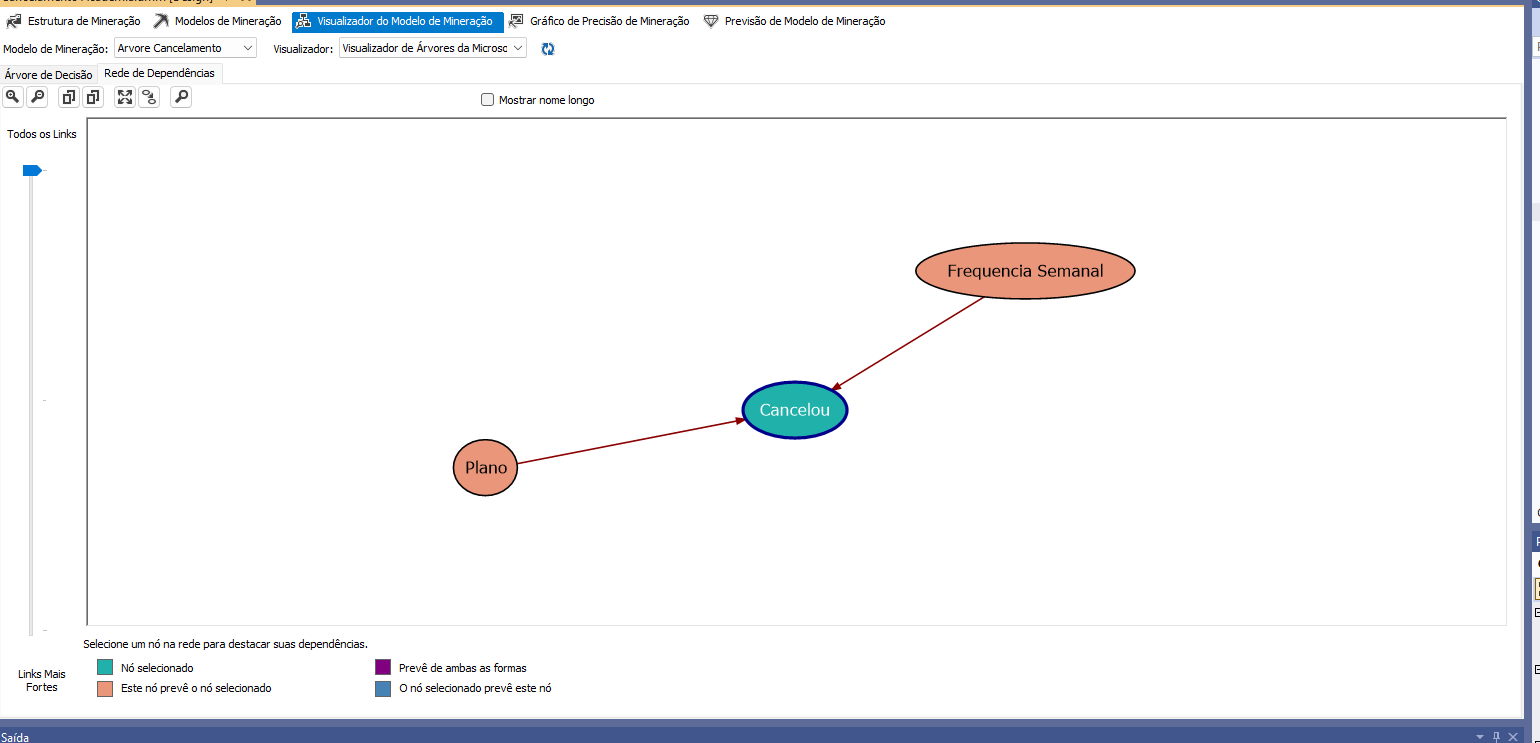 Estrutura de Mineração Modelos de Mineração Visualizador do Modelo de Mineração Gráfico de Precisão de Mineração Previsão de Modelo de Mineração
Modelo de Mineração: Arvore Cancelamento Visualizador: Visualizador de Árvores da Microsc
Árvore de Decisão Rede de Dependências
Mostrar nome longo
Todos os Links
Frequencia Semanal
Cancelou
Plano
Selecione um nó na rede para destacar suas dependências.
Links Mais
Fortes
Nó selecionado Prevê de ambas as formas
Este nó prevê o nó selecionado O nó selecionado prevê este nó
Saída